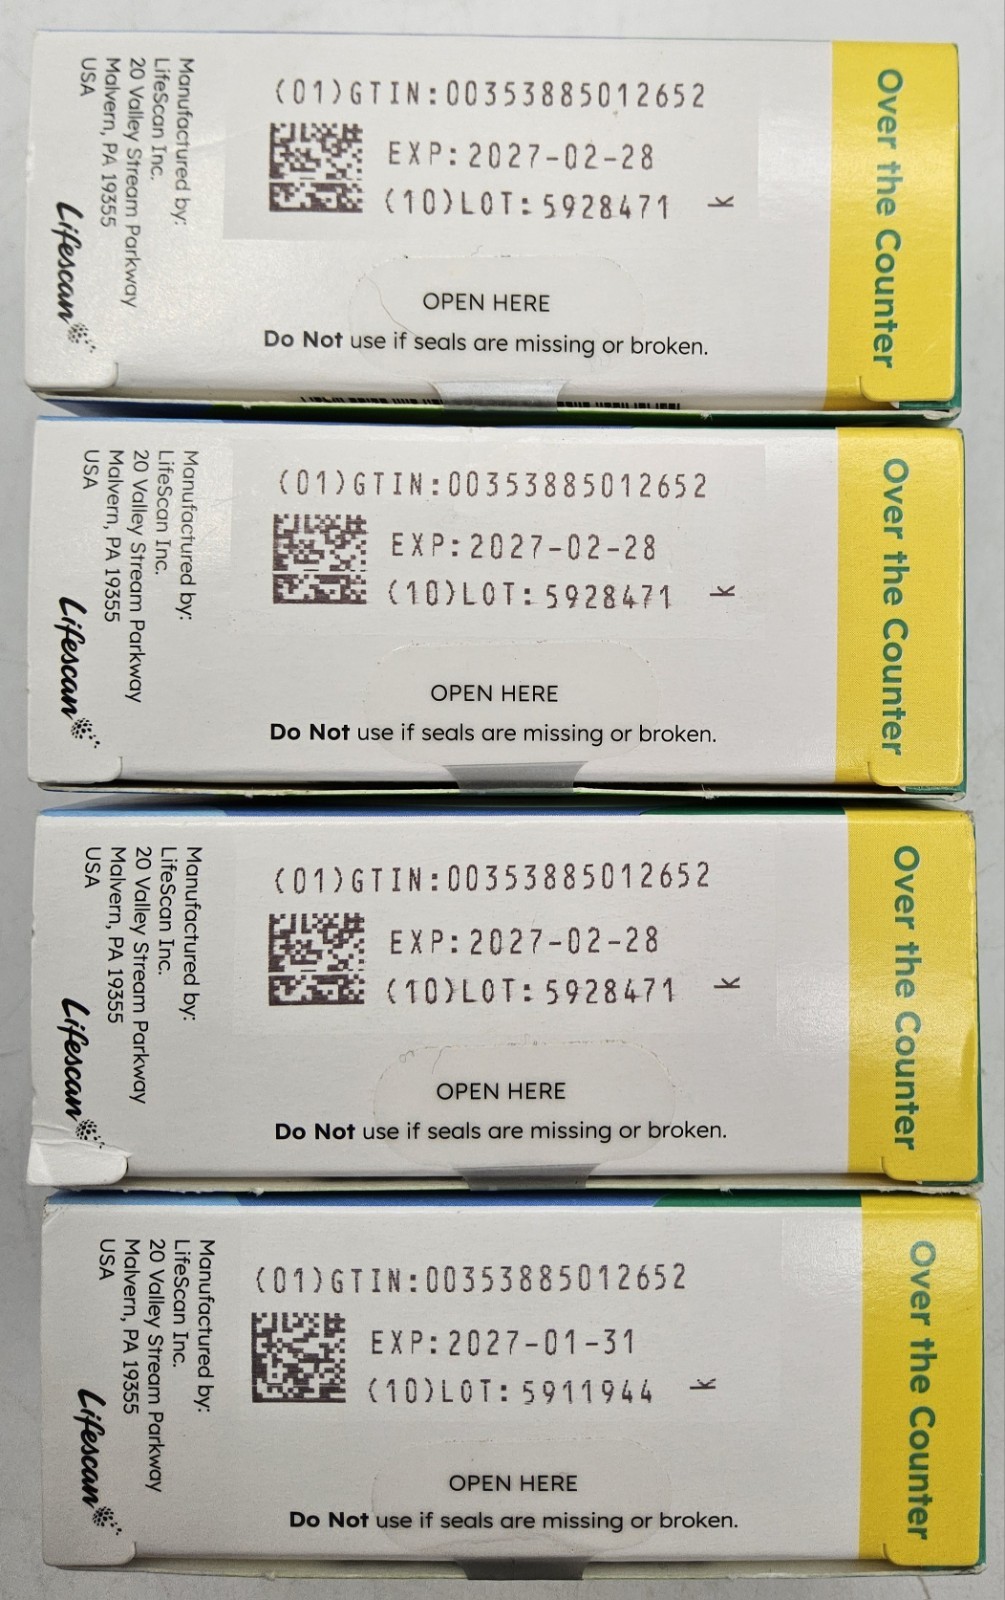 Manufactured by:
LifeScan Inc.
20 Valley Stream Parkway
Malvern, PA 19355
USA
Lifescan
(01)GTIN:00353885012652
EXP:2027-02-28
(10)LOT:5928471 k
OPEN HERE
Do Not use if seals are missing or broken.
Over the Counter
Manufactured by:
LifeScan Inc.
20 Valley Stream Parkway
Malvern, PA 19355
USA
Lifescan
(01)GTIN:00353885012652
EXP:2027-02-28
(10)LOT:5928471 k
OPEN HERE
Do Not use if seals are missing or broken.
Over the Counter
Manufactured by:
LifeScan Inc.
20 Valley Stream Parkway
Malvern, PA 19355
USA
Lifescan
(01)GTIN:00353885012652
EXP:2027-02-28
(10)LOT:5928471 k
OPEN HERE
Do Not use if seals are missing or broken.
Over the Counter
Manufactured by:
LifeScan Inc.
20 Valley Stream Parkway
Malvern, PA 19355
USA
Lifescan
(01)GTIN:00353885012652
EXP:2027-01-31
(10)LOT:5911944 k
OPEN HERE
Do Not use if seals are missing or broken.
Over the Counter